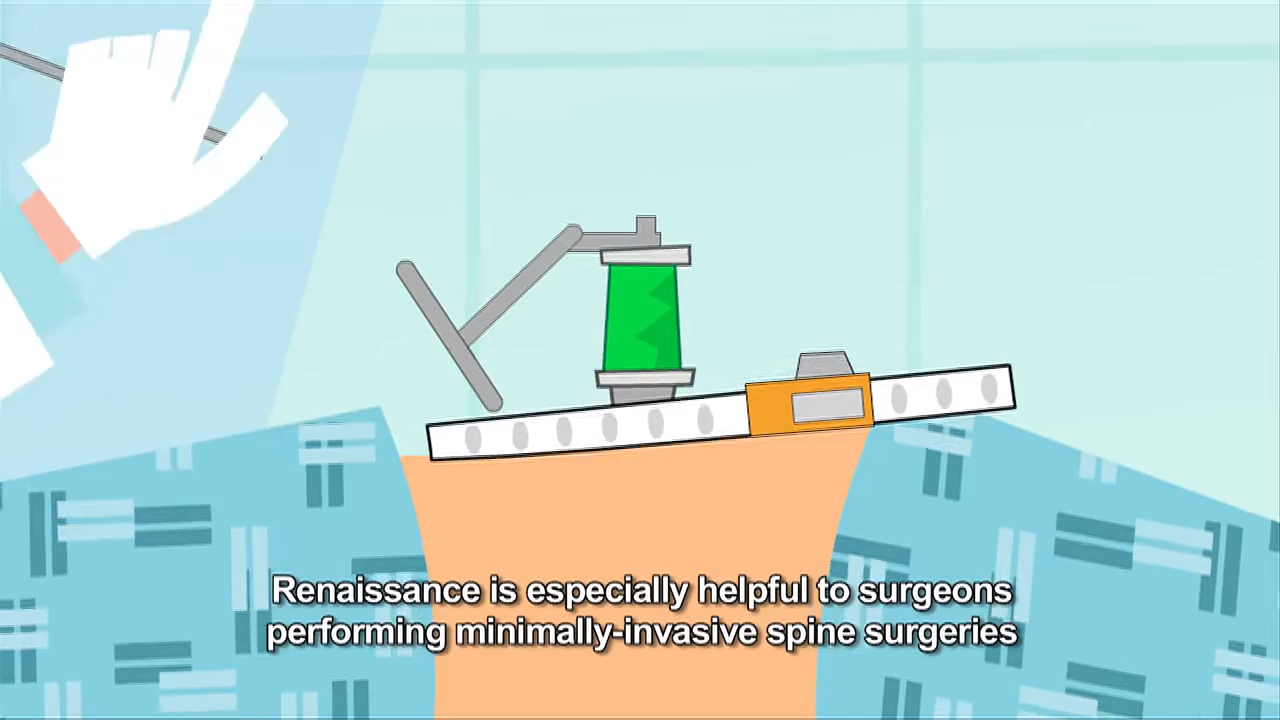 Renaissance is especially helpful to surgeons
performing minimally-invasive spine surgeries